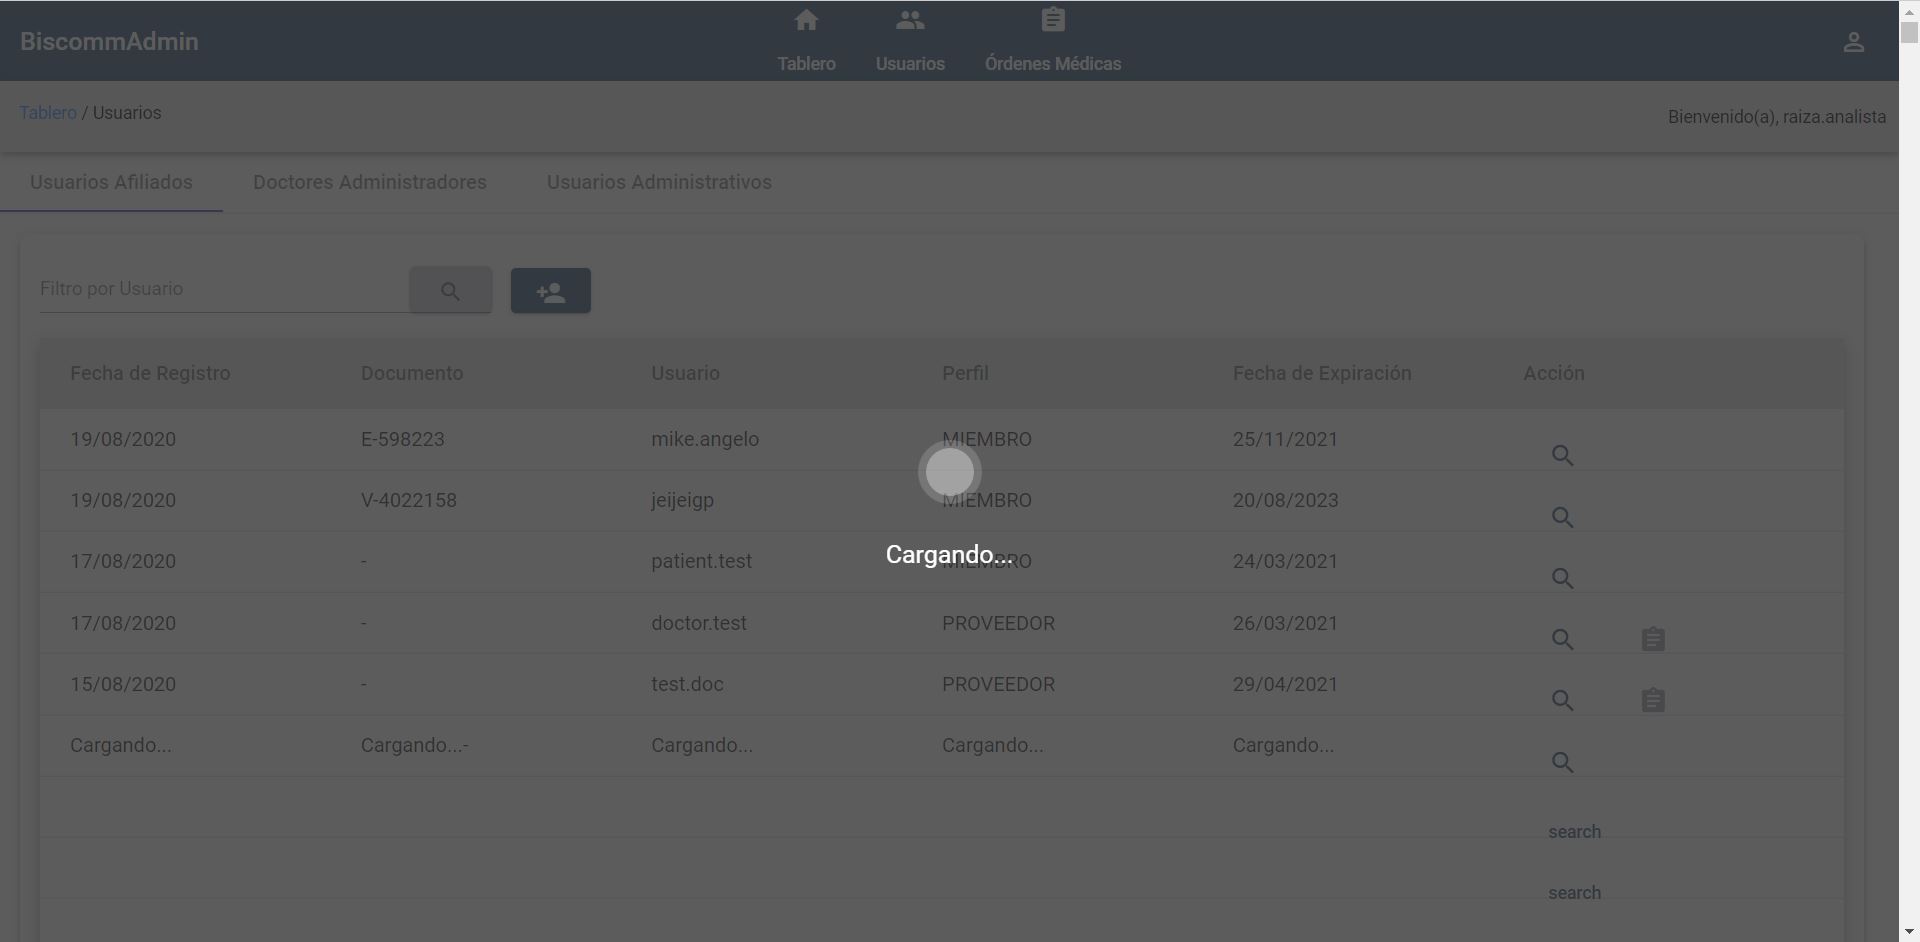 BiscommAdmin
Tablero
Usuarios
Órdenes Médicas
Tablero / Usuarios
Bienvenido(a), raiza.analista
Usuarios Afiliados
Doctores Administradores
Usuarios Administrativos
Filtro por Usuario
Fecha de Registro Documento Usuario Perfil Fecha de Expiración Acción
19/08/2020 E-598223 mike.angelo MIEMBRO 25/11/2021
19/08/2020 V-4022158 jeijeigp MIEMBRO 20/08/2023
Cargando...
17/08/2020 - patient.test MIEMBRO 24/03/2021
17/08/2020 - doctor.test PROVEEDOR 26/03/2021
15/08/2020 - test.doc PROVEEDOR 29/04/2021
Cargando... Cargando...- Cargando... Cargando... Cargando...
search
search